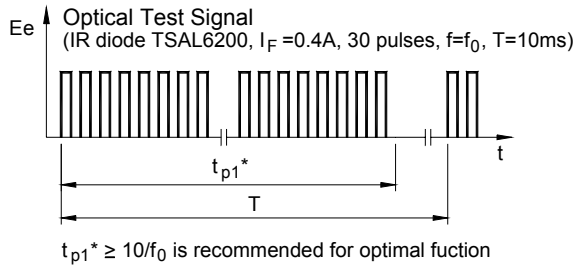 Ee
Optical Test Signal
(IR diode TSAL6200, IF =0.4A, 30 pulses, f=f0, T=10ms)
t
tp1*
T
tp1* ≥ 10/f0 is recommended for optimal fuction